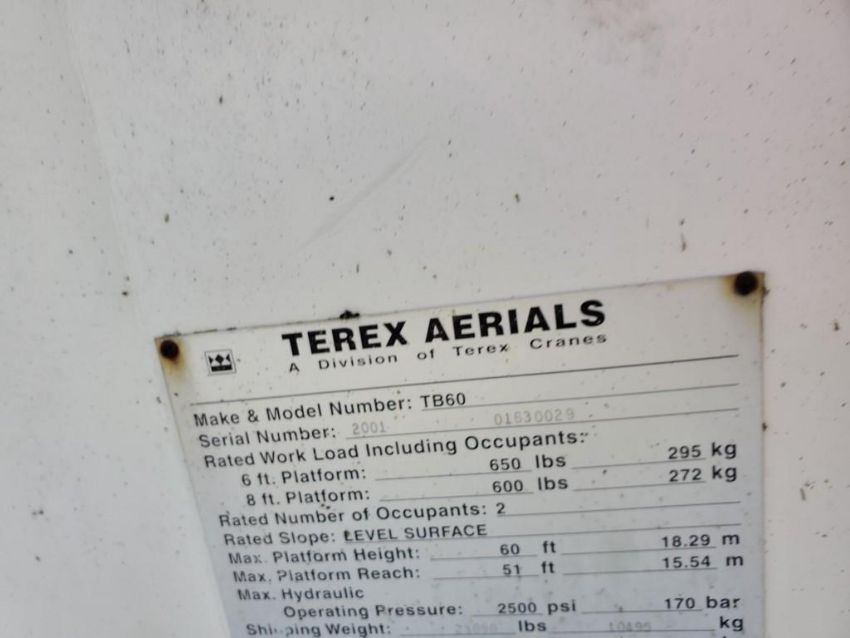 TEREX AERIALS
A Division of Terex Cranes
Make & Model Number: TB60
Serial Number: 2001 01630029
Rated Work Load Including Occupants:
6 ft. Platform: 650 lbs 295 kg
8 ft. Platform: 600 lbs 272 kg
Rated Number of Occupants: 2
Rated Slope: LEVEL SURFACE
Max. Platform Height: 60 ft 18.29 m
Max. Platform Reach: 51 ft 15.54 m
Max. Hydraulic
Operating Pressure: 2500 psi 170 bar
Shipping Weight: lbs 10495 kg